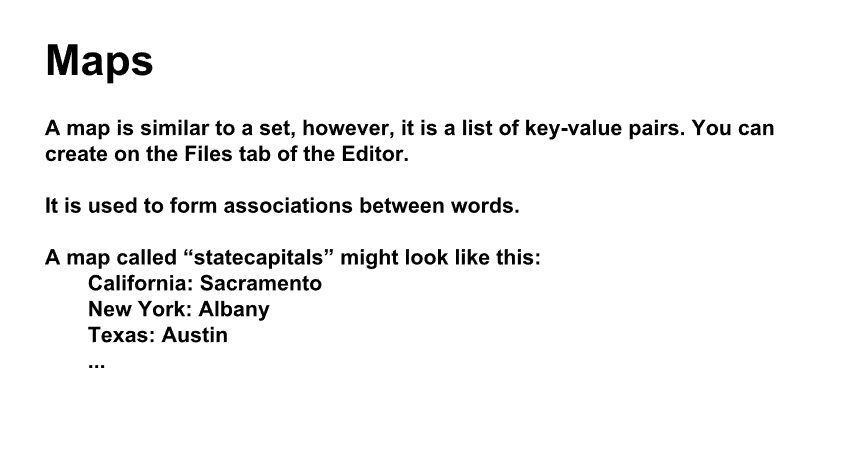 Maps
A map is similar to a set, however, it is a list of key-value pairs. You can
create on the Files tab of the Editor.
It is used to form associations between words.
A map called “statecapitals” might look like this:
California: Sacramento
New York: Albany
Texas: Austin
...